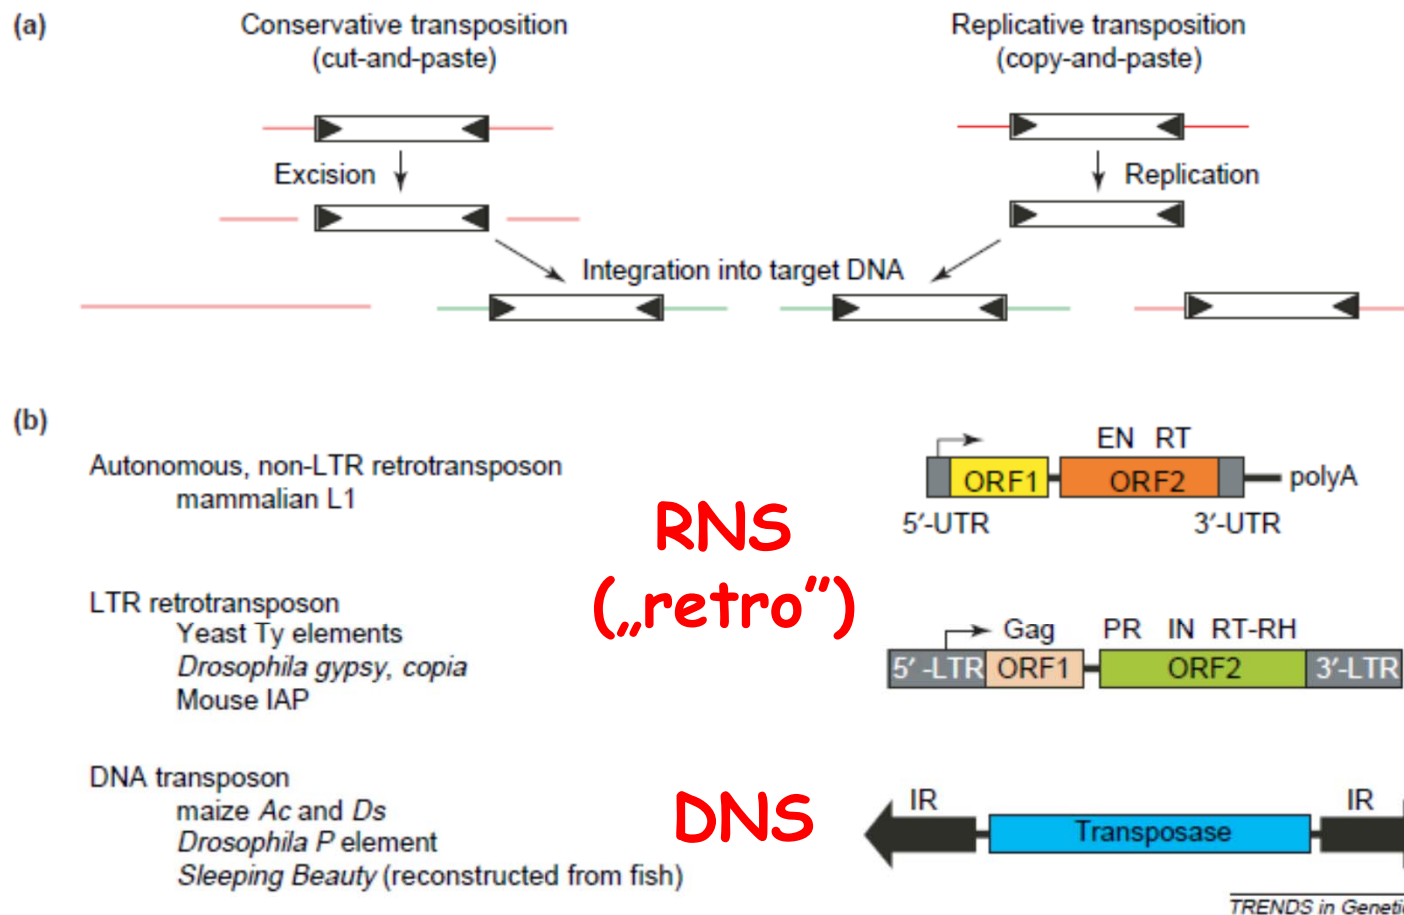 (a)
Conservative transposition
(cut-and-paste)
Replicative transposition
(copy-and-paste)
Excision
Replication
Integration into target DNA
(b)
Autonomous, non-LTR retrotransposon
mammalian L1
EN RT
ORF1 ORF2 polyA
5′-UTR 3′-UTR
RNS
(„retro”)
LTR retrotransposon
Yeast Ty elements
Drosophila gypsy, copia
Mouse IAP
Gag PR IN RT-RH
5′ -LTR ORF1 ORF2 3′-LTR
DNA transposon
maize Ac and Ds
Drosophila P element
Sleeping Beauty (reconstructed from fish)
DNS
IR IR
Transposase
TRENDS in